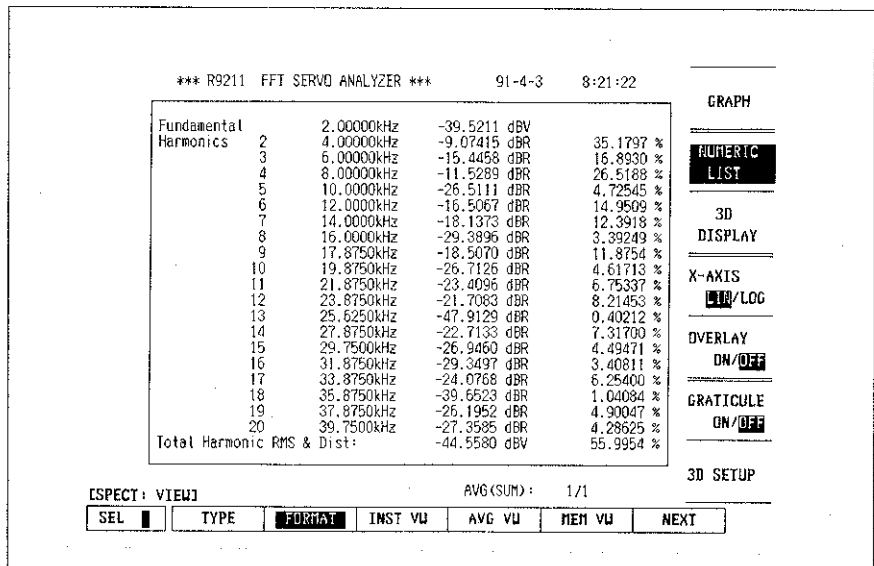 *** R9211 FFT SERVO ANALYZER *** 91-4-3 8:21:22
Fundamental 2.00000kHz -39.5211 dBV
Harmonics 2 4.00000kHz -9.07415 dBR 35.1797 %
3 6.00000kHz -15.4458 dBR 16.8930 %
4 8.00000kHz -11.5289 dBR 26.5188 %
5 10.0000kHz -26.5111 dBR 4.72545 %
6 12.0000kHz -16.5067 dBR 14.9509 %
7 14.0000kHz -18.1373 dBR 12.3918 %
8 16.0000kHz -29.3896 dBR 3.39249 %
9 17.8750kHz -18.5070 dBR 11.8754 %
10 19.8750kHz -26.7126 dBR 4.61713 %
11 21.8750kHz -23.4096 dBR 6.75337 %
12 23.8750kHz -21.7083 dBR 8.21453 %
13 25.6250kHz -47.9129 dBR 0.40212 %
14 27.8750kHz -22.7133 dBR 7.31700 %
15 29.7500kHz -26.9460 dBR 4.49471 %
16 31.8750kHz -29.3497 dBR 3.40811 %
17 33.8750kHz -24.0768 dBR 6.25400 %
18 35.8750kHz -39.6523 dBR 1.04084 %
19 37.8750kHz -26.1952 dBR 4.90047 %
20 39.7500kHz -27.3585 dBR 4.28625 %
Total Harmonic RMS & Dist: -44.5580 dBV 55.9954 %
GRAPH
NUMERIC
LIST
3D
DISPLAY
X-AXIS
LIN/LOG
OVERLAY
ON/OFF
GRATICULE
ON/OFF
3D SETUP
[SPECT: VIEW] AVG(SUM): 1/1
SEL TYPE FORMAT INST VW AVG VW MEM VW NEXT